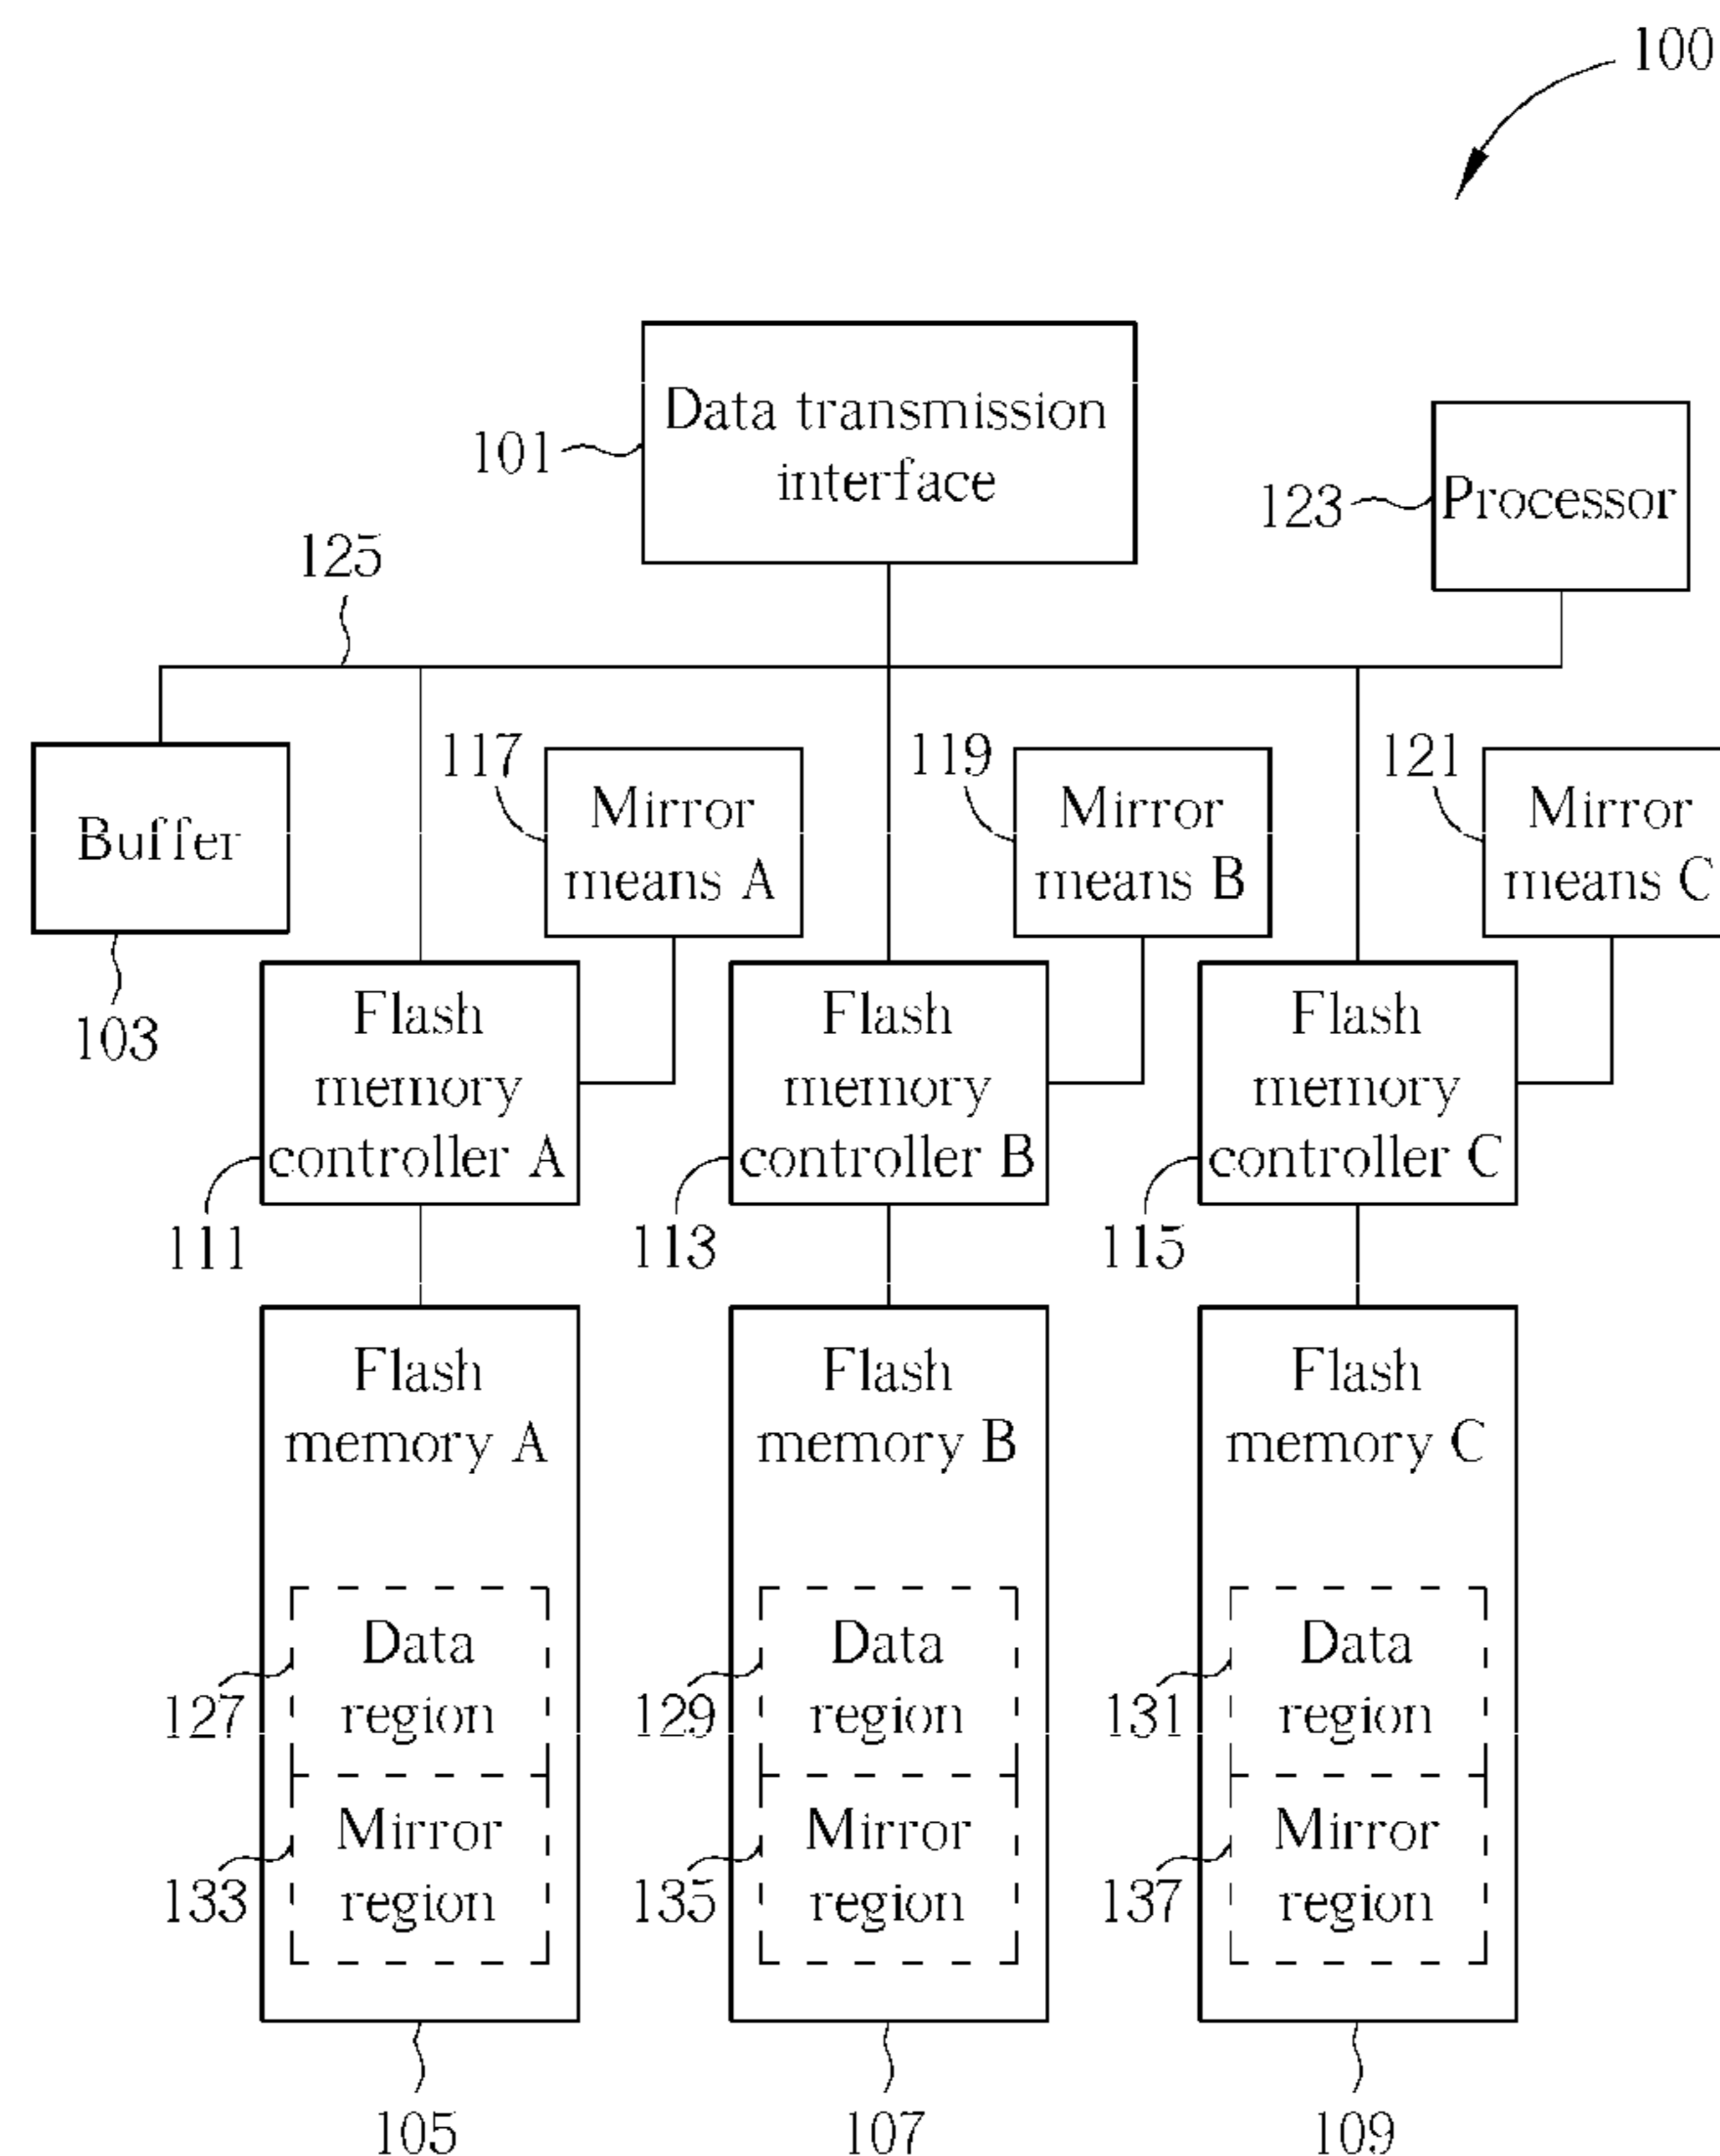 100
Data transmission
interface
101
Processor
123
125
Buffer
103
117
Mirror
means A
119
Mirror
means B
121
Mirror
means C
Flash
memory
controller A
111
Flash
memory
controller B
113
Flash
memory
controller C
115
Flash
memory A
Data
region
127
Mirror
region
133
105
Flash
memory B
Data
region
129
Mirror
region
135
107
Flash
memory C
Data
region
131
Mirror
region
137
109